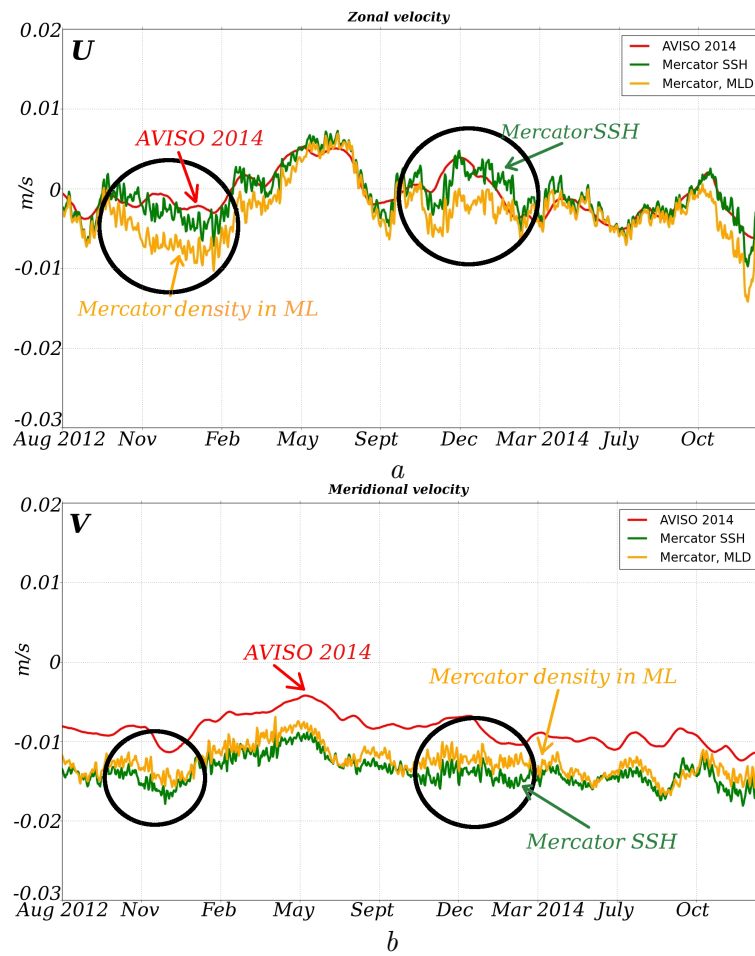 Zonal velocity
0.02
U
AVISO 2014
Mercator SSH
Mercator, MLD
0.01
AVISO 2014
Mercator SSH
0
m/s
-0.01
Mercator density in ML
-0.02
-0.03
Aug 2012 Nov Feb May Sept Dec Mar 2014 July Oct
a
Meridional velocity
0.02
V
AVISO 2014
Mercator SSH
Mercator, MLD
0.01
AVISO 2014
0
m/s
Mercator density in ML
-0.01
-0.02
Mercator SSH
-0.03
Aug 2012 Nov Feb May Sept Dec Mar 2014 July Oct
b